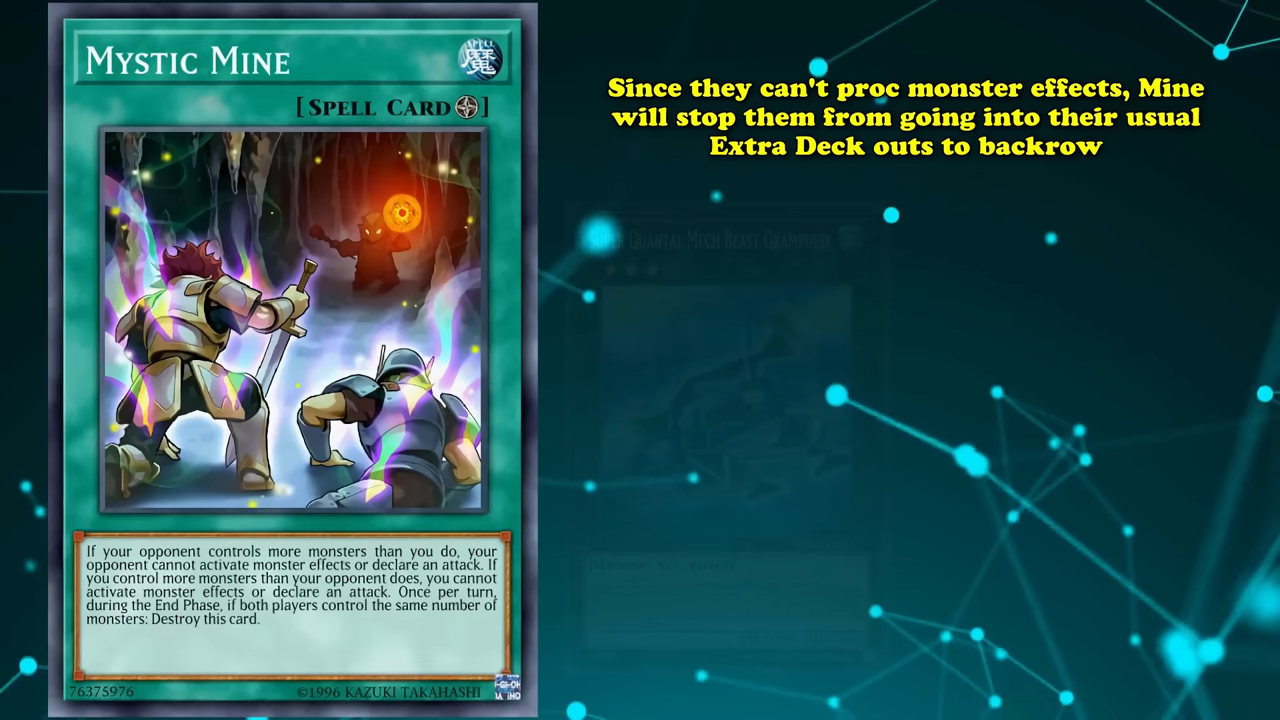 MYSTIC MINE
[SPELL CARD]
If your opponent controls more monsters than you do, your
opponent cannot activate monster effects or declare an attack. If
you control more monsters than your opponent does, you cannot
activate monster effects or declare an attack. Once per turn,
during the End Phase, if both players control the same number of
monsters: Destroy this card.
76375976
©1996 KAZUKI TAKAHASHI
Since they can't proc monster effects, Mine
will stop them from going into their usual
Extra Deck outs to backrow
MECH BEAST GRAMPULSE